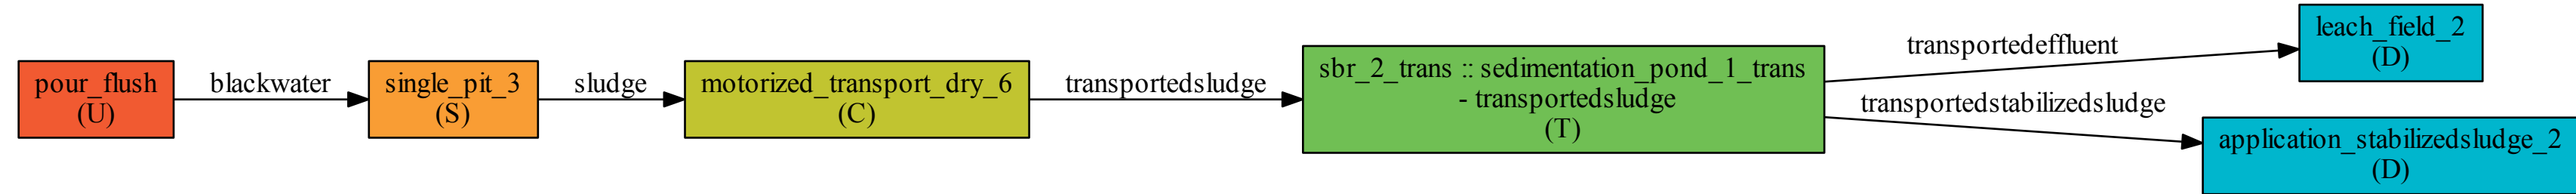 pour_flush
(U)
blackwater
single_pit_3
(S)
sludge
motorized_transport_dry_6
(C)
transportedsludge
sbr_2_trans :: sedimentation_pond_1_trans
- transportedsludge
(T)
transportedeffluent
leach_field_2
(D)
transportedstabilizedsludge
application_stabilizedsludge_2
(D)